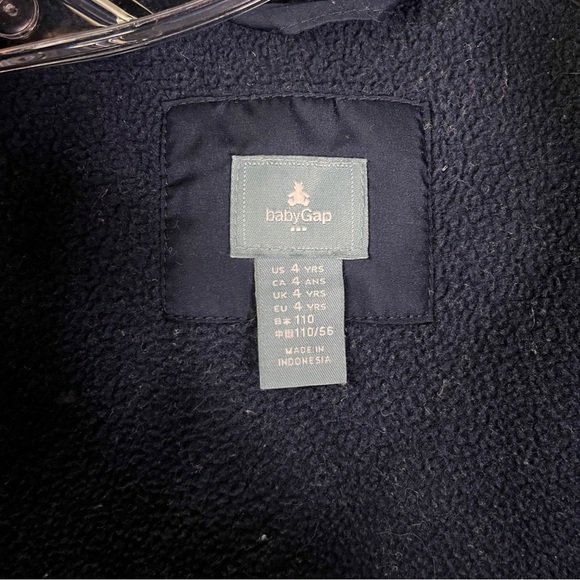 babyGap
US 4 YRS
CA 4 ANS
UK 4 YRS
EU 4 YRS
日本 110
中国 110/56
MADE IN
INDONESIA